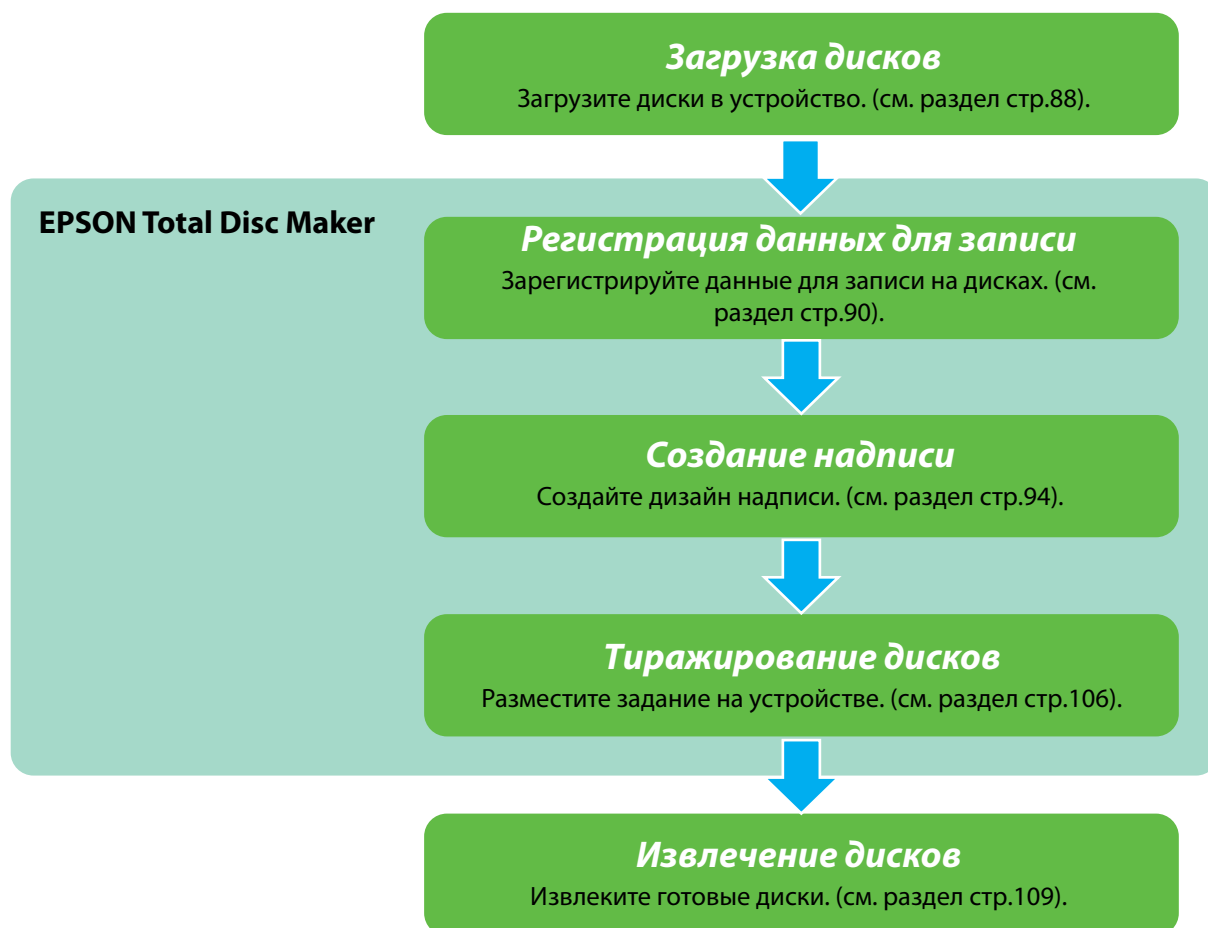 Загрузка дисков
Загрузите диски в устройство. (см. раздел стр.88).
EPSON Total Disc Maker
Регистрация данных для записи
Зарегистрируйте данные для записи на дисках. (см.
раздел стр.90).
Создание надписи
Создайте дизайн надписи. (см. раздел стр.94).
Тиражирование дисков
Разместите задание на устройстве. (см. раздел стр.106).
Извлечение дисков
Извлеките готовые диски. (см. раздел стр.109).